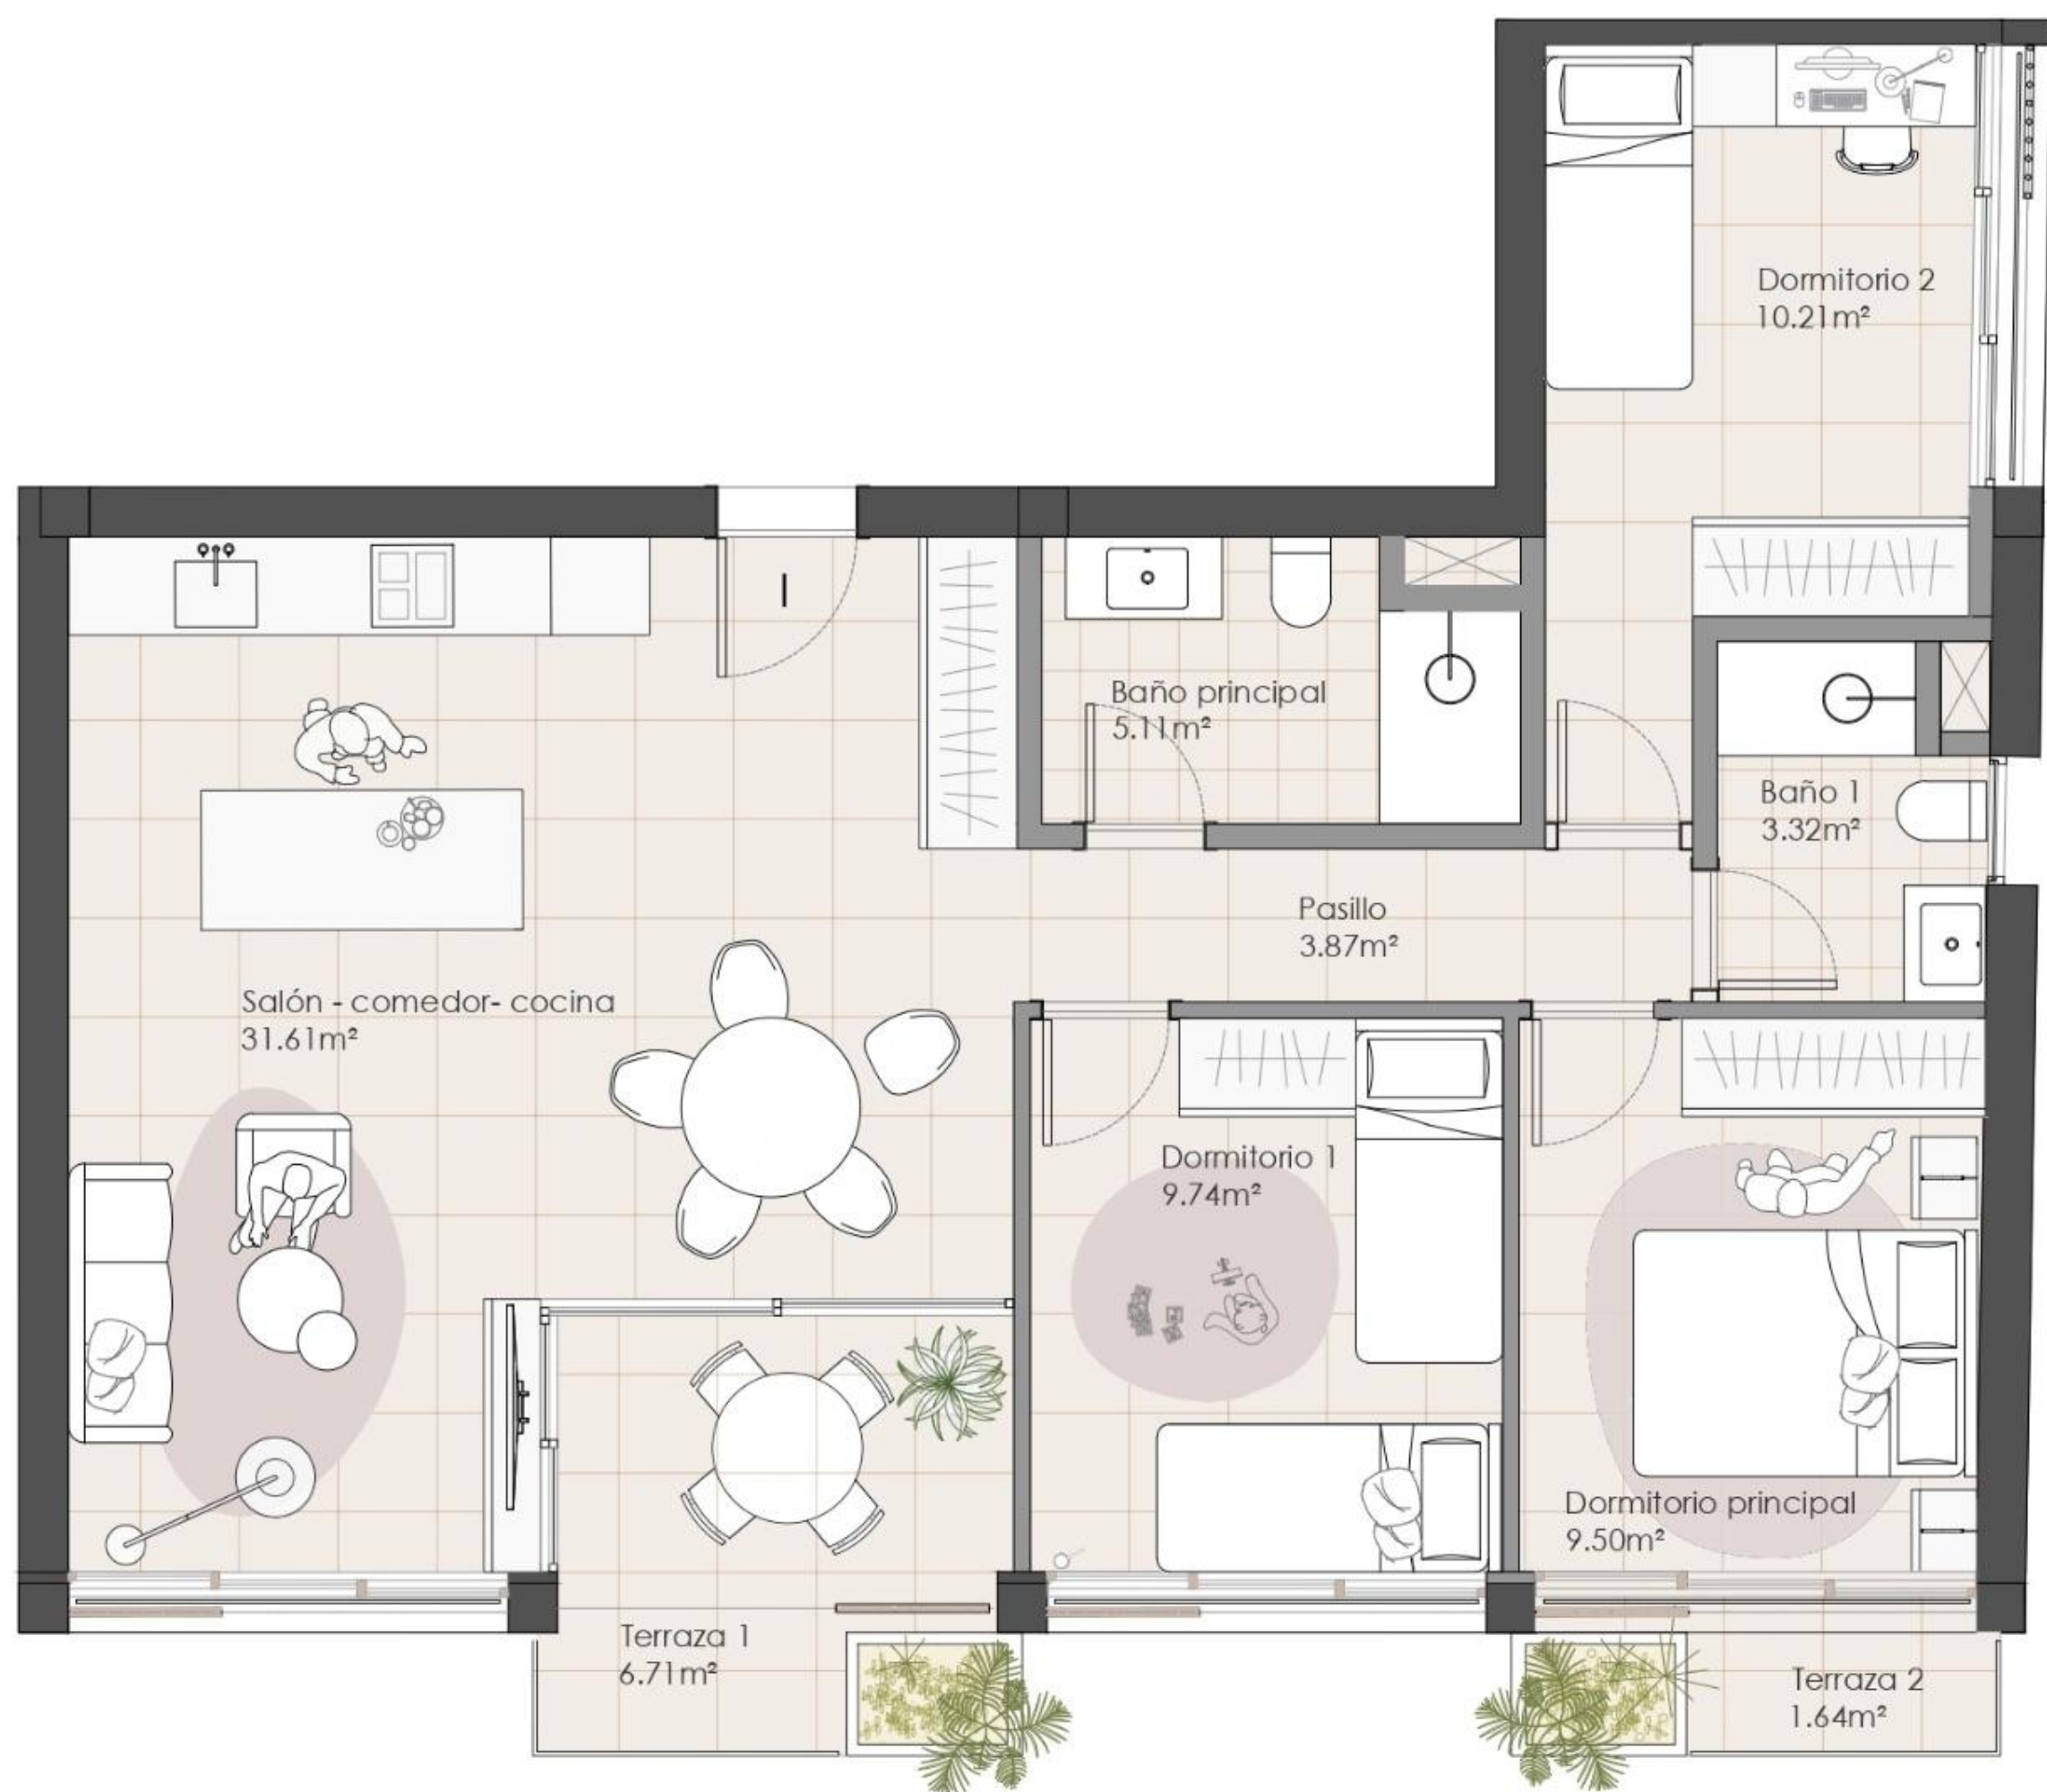 Dormitorio 2
10.21m²
Baño principal
5.11m²
Baño 1
3.32m²
Pasillo
3.87m²
Salón - comedor- cocina
31.61m²
Dormitorio 1
9.74m²
Dormitorio principal
9.50m²
Terraza 1
6.71m²
Terraza 2
1.64m²